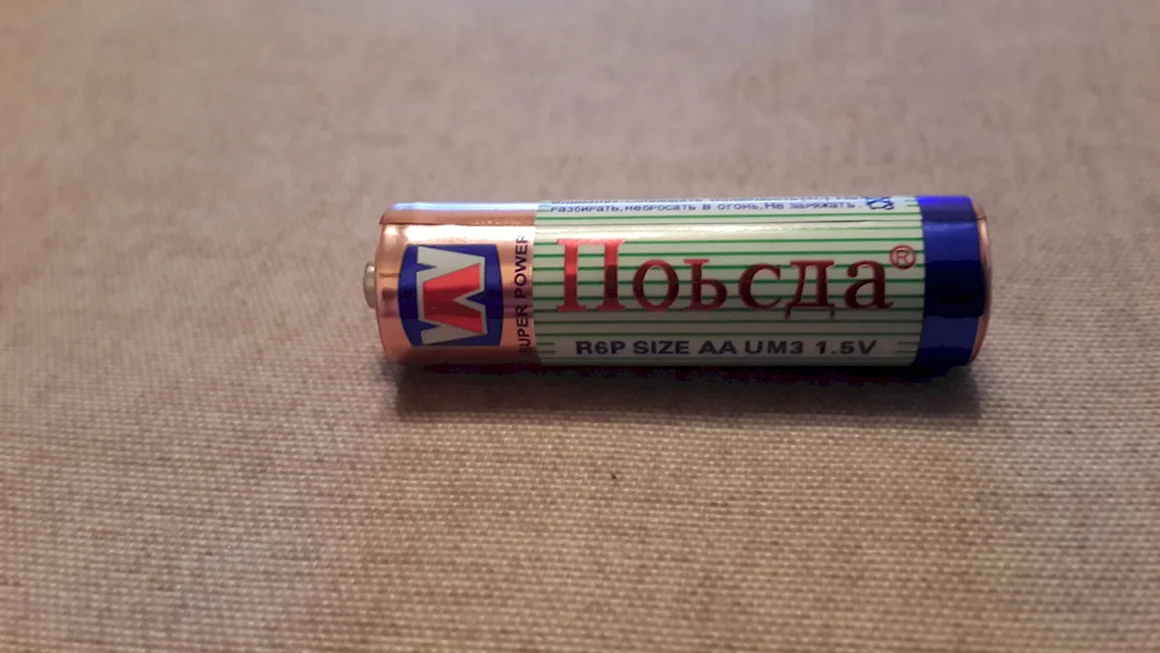 разбирать, небросать в огонь, Не заряжать
SUPER POWER
Поьсда®
R6P SIZE AA UM3 1.5V